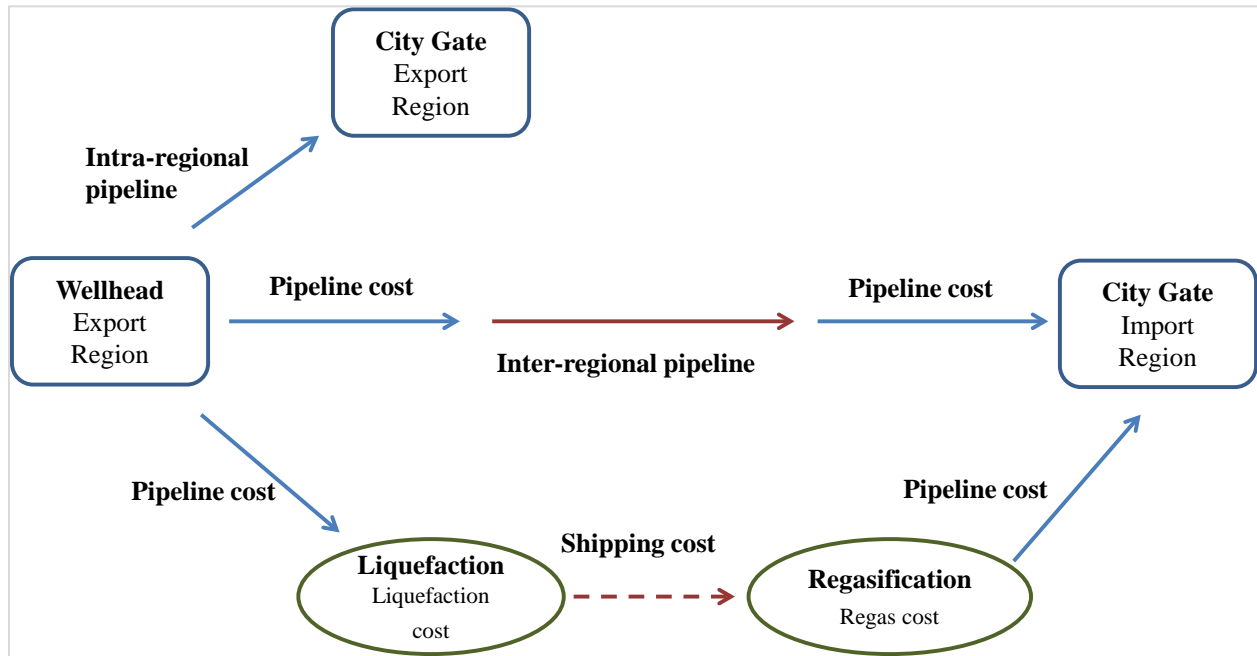 City Gate
Export
Region
Intra-regional
pipeline
Wellhead
Export
Region
Pipeline cost
Inter-regional pipeline
Pipeline cost
City Gate
Import
Region
Pipeline cost
Liquefaction
Liquefaction
cost
Shipping cost
Regasification
Regas cost
Pipeline cost